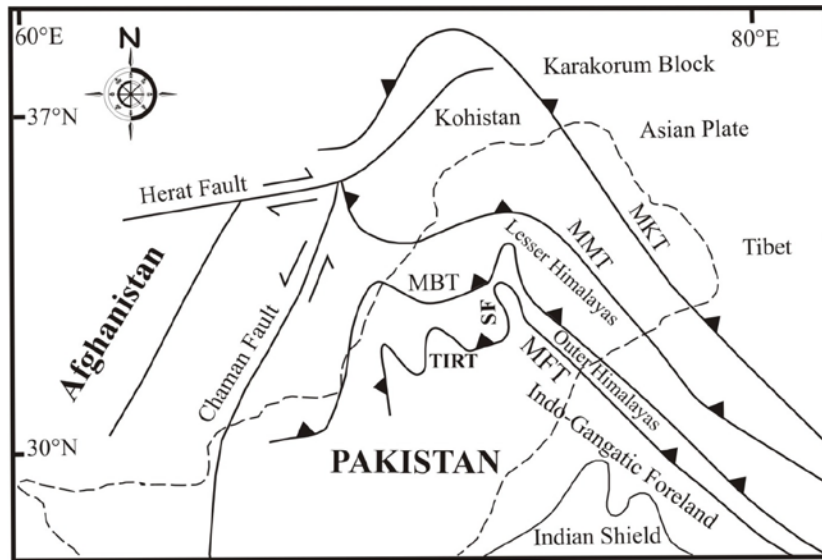 60°E
80°E
N
Karakorum Block
37°N
Kohistan
Asian Plate
Herat Fault
MKT
MMT
Tibet
Lesser Himalayas
MBT
Afghanistan
Chaman Fault
SF
TIRT
MFT
Outer Himalayas
30°N
PAKISTAN
Indo-Gangatic Foreland
Indian Shield